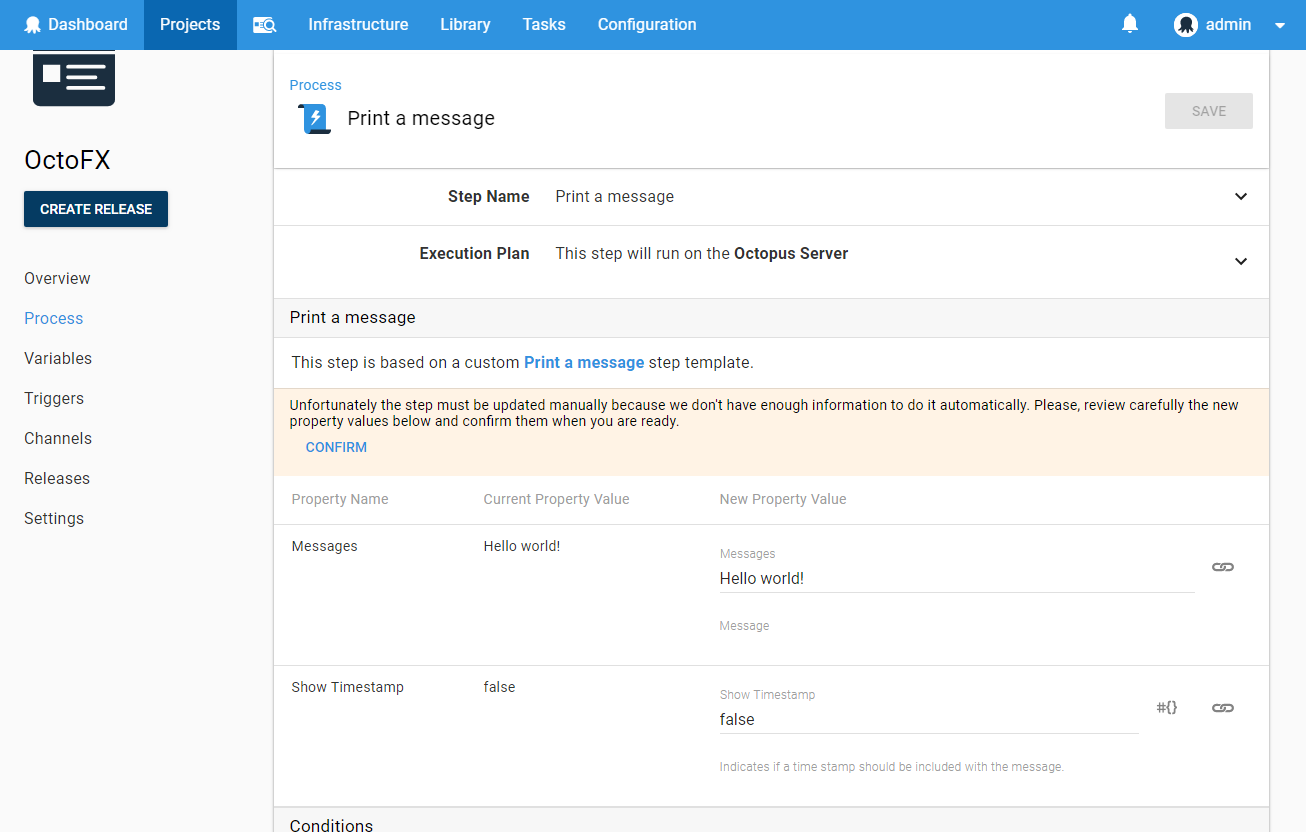 Dashboard
Projects
Infrastructure
Library
Tasks
Configuration
admin
OctoFX
CREATE RELEASE
Overview
Process
Variables
Triggers
Channels
Releases
Settings
Process
Print a message
SAVE
Step Name Print a message
Execution Plan This step will run on the Octopus Server
Print a message
This step is based on a custom Print a message step template.
Unfortunately the step must be updated manually because we don't have enough information to do it automatically. Please, review carefully the new
property values below and confirm them when you are ready.
CONFIRM
Property Name Current Property Value New Property Value
Messages Hello world!
Messages
Hello world!
Message
Show Timestamp false
Show Timestamp
false
#{}
Indicates if a time stamp should be included with the message.
Conditions